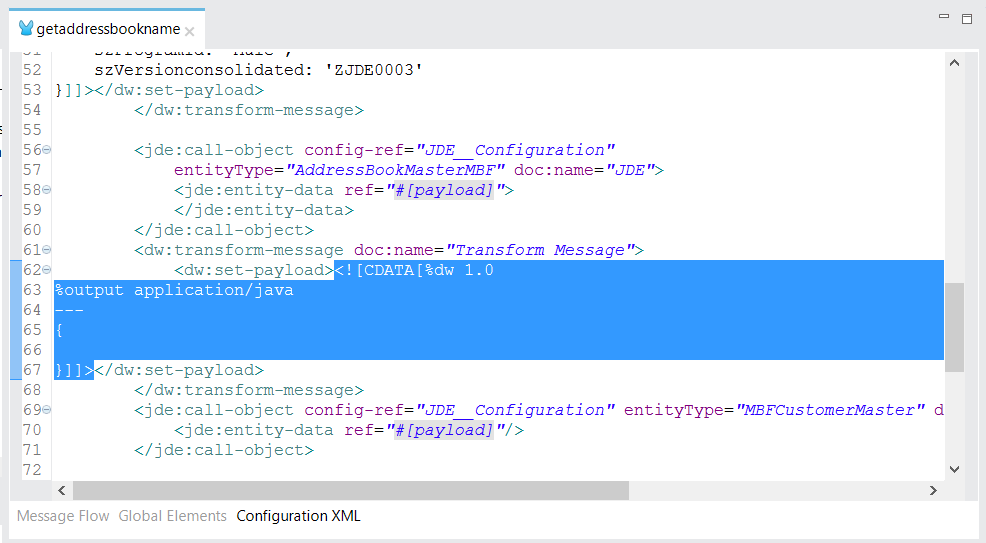 getaddressbookname
52 szVersionconsolidated: 'ZJDE0003'
53 }]]></dw:set-payload>
54 </dw:transform-message>
55
56 <jde:call-object config-ref="JDE__Configuration"
57 entityType="AddressBookMasterMBF" doc:name="JDE">
58 <jde:entity-data ref="#[payload]">
59 </jde:entity-data>
60 </jde:call-object>
61 <dw:transform-message doc:name="Transform Message">
62 <dw:set-payload><![CDATA[%dw 1.0
63 %output application/java
64 ---
65 {
66
67 }]]></dw:set-payload>
68 </dw:transform-message>
69 <jde:call-object config-ref="JDE__Configuration" entityType="MBFCustomerMaster" d
70 <jde:entity-data ref="#[payload]"/>
71 </jde:call-object>
72
Message Flow Global Elements Configuration XML